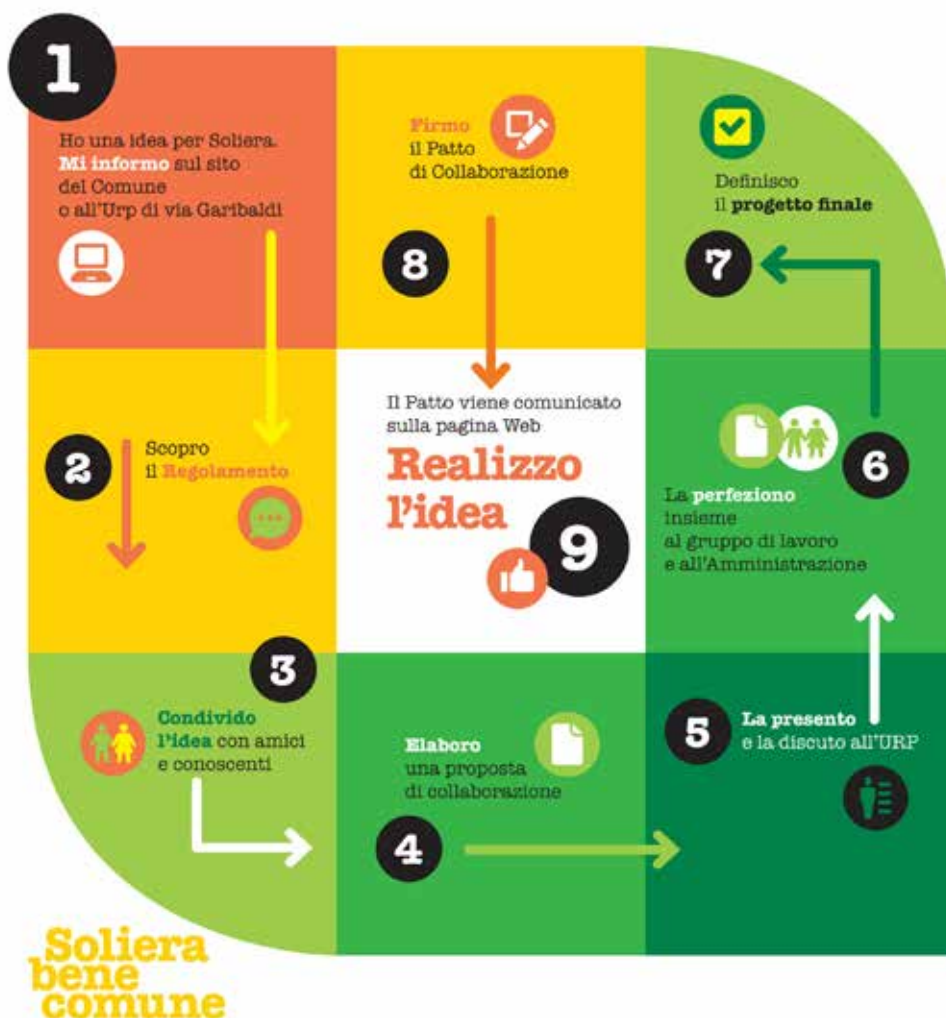 1
Ho una idea per Soliera.
Mi informo sul sito
del Comune
o all'Urp di via Garibaldi
2
Scopro
il Regolamento
3
Condivido
l'idea con amici
e conoscenti
4
Elaboro
una proposta
di collaborazione
5
La presento
e la discuto all'URP
6
La perfeziono
insieme
al gruppo di lavoro
e all'Amministrazione
7
Definisco
il progetto finale
8
Firmo
il Patto
di Collaborazione
9
Il Patto viene comunicato
sulla pagina Web
Realizzo
l'idea
Soliera
bene
comune